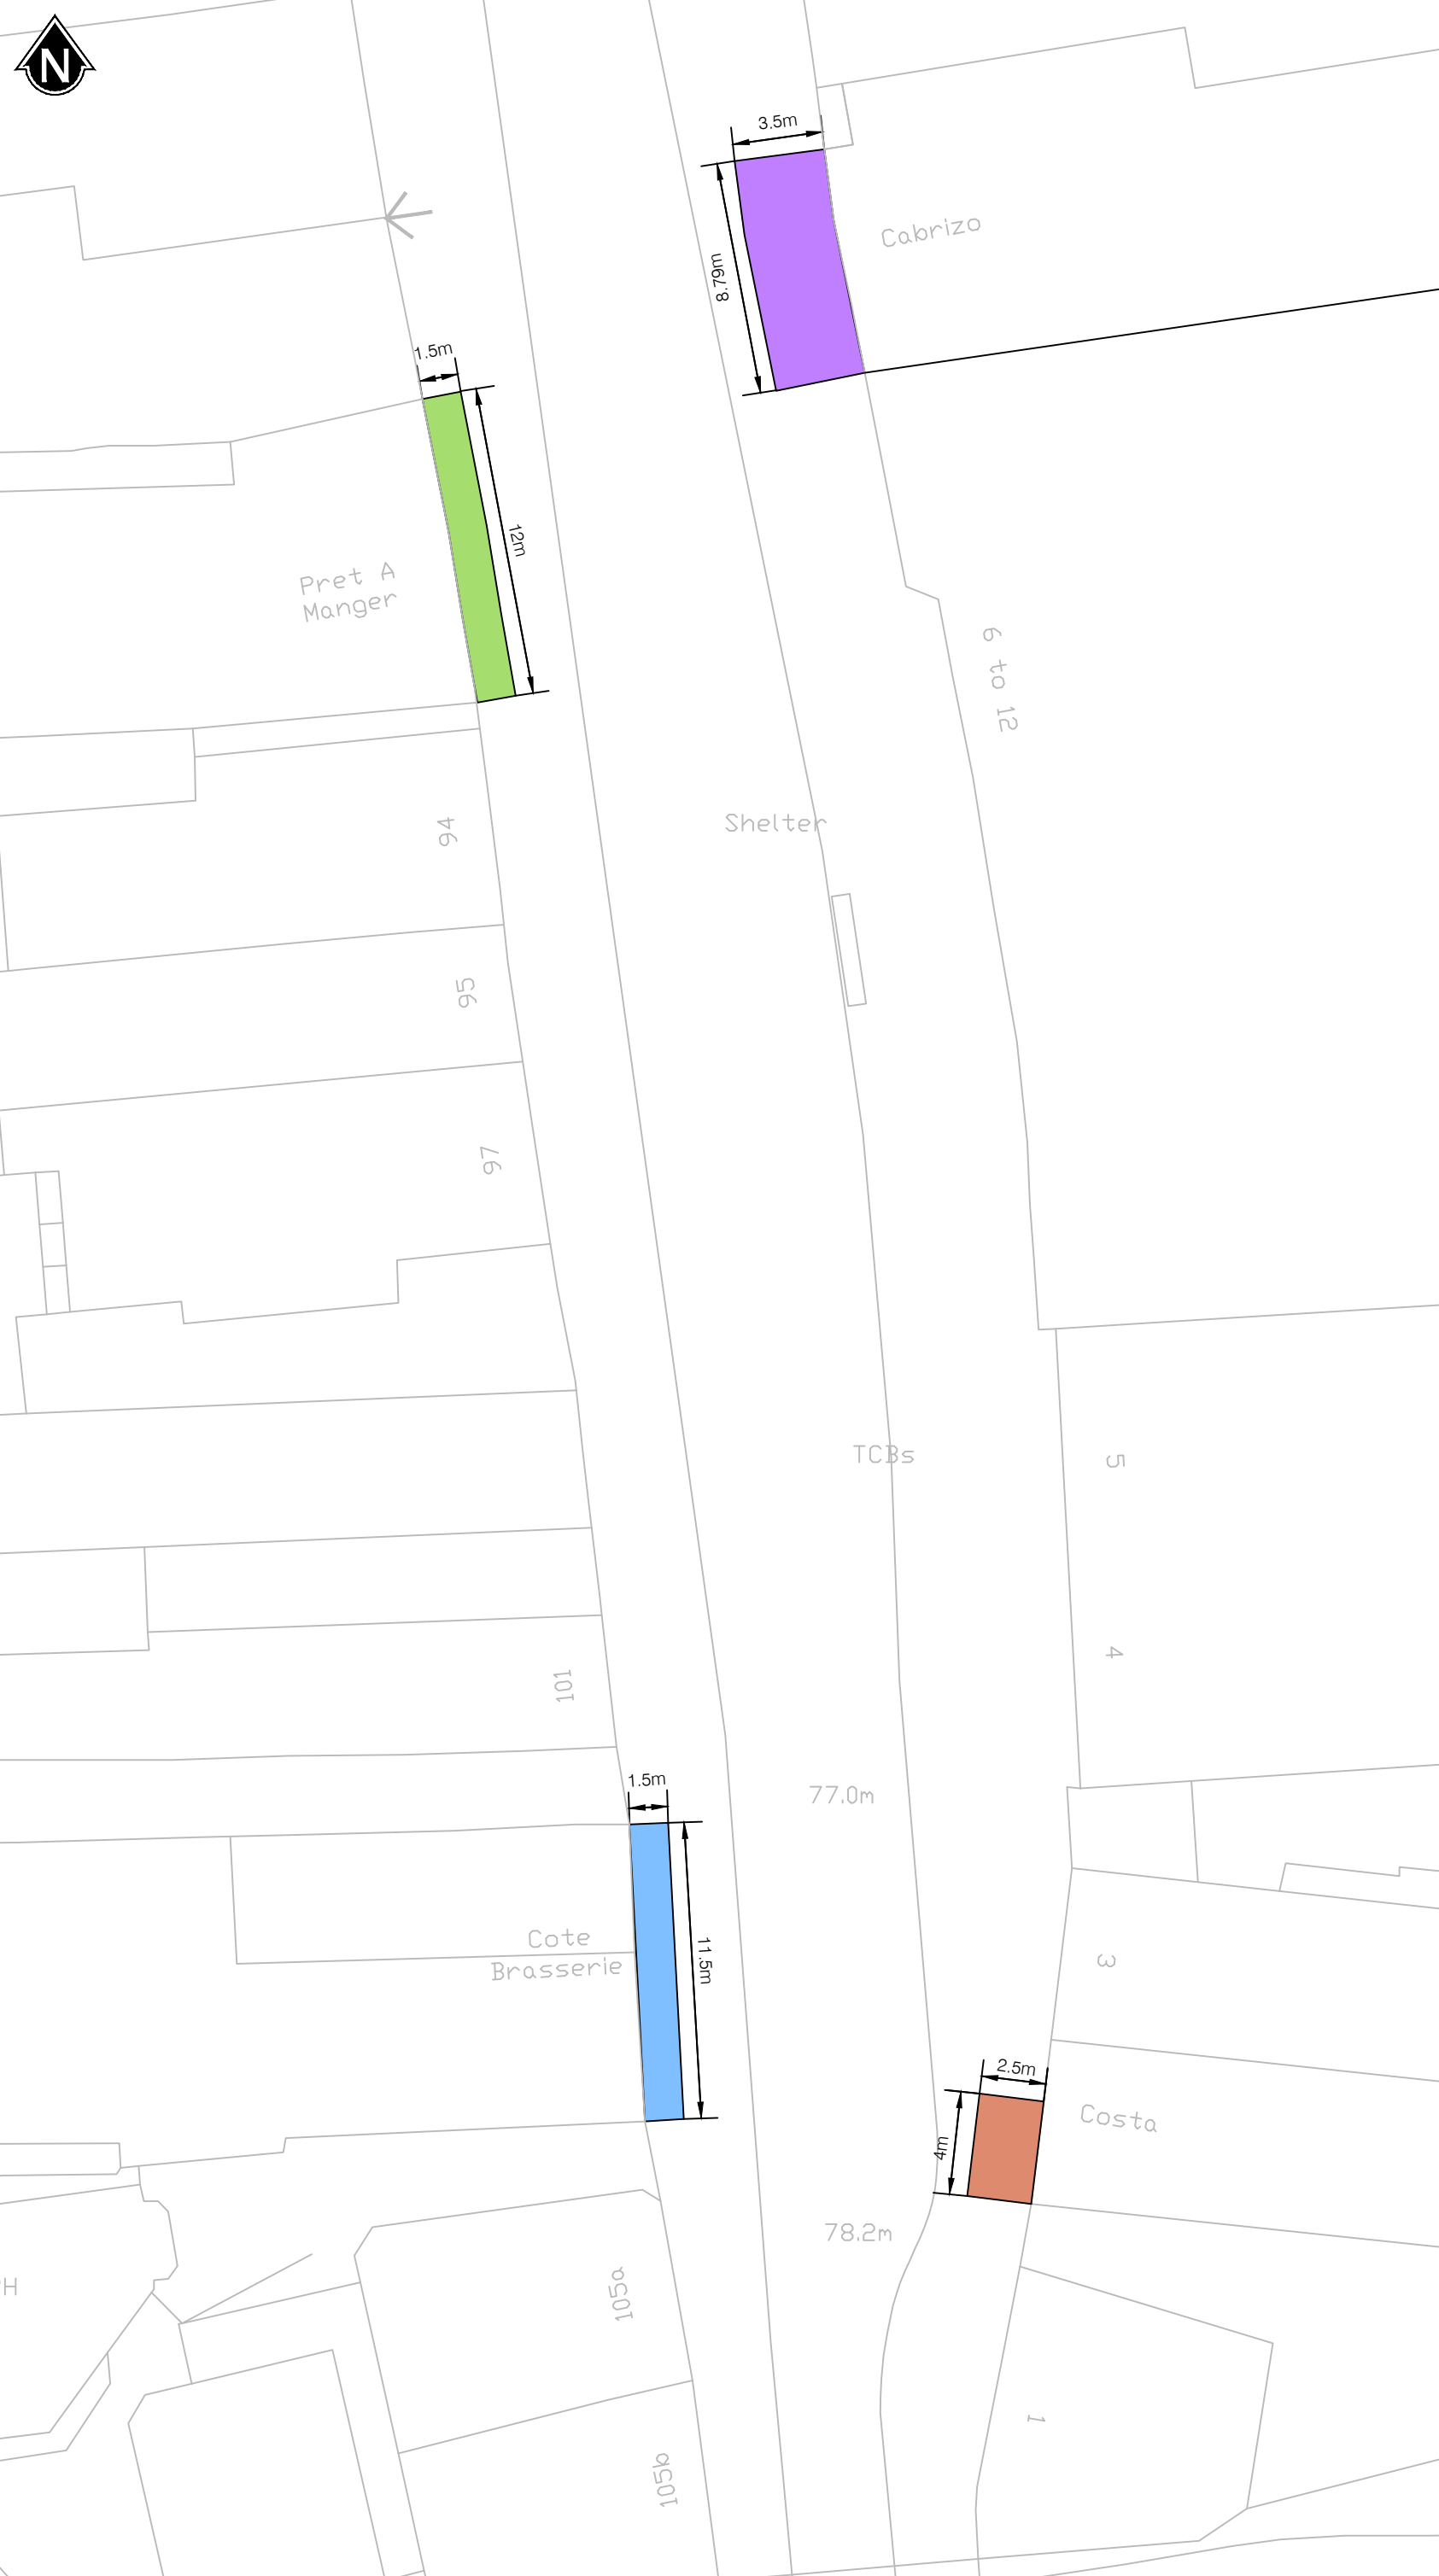 N
3.5m
Cabrizo
8.79m
1.5m
12m
Pret A
Manger
6 to 12
Shelter
94
95
97
TCBs
5
4
101
1.5m
77.0m
11.5m
Cote
Brasserie
3
2.5m
Costa
4m
78.2m
H
105a
1
105b